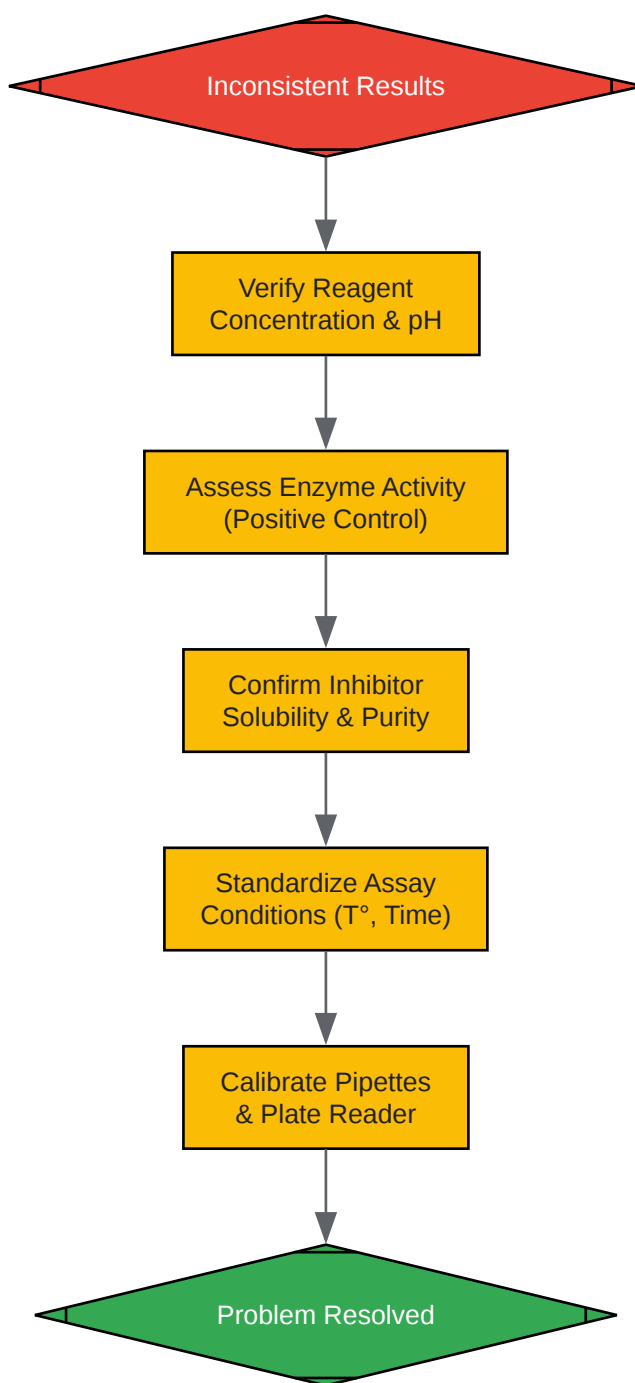 Inconsistent Results
Verify Reagent
Concentration & pH
Assess Enzyme Activity
(Positive Control)
Confirm Inhibitor
Solubility & Purity
Standardize Assay
Conditions (T°, Time)
Calibrate Pipettes
& Plate Reader
Problem Resolved